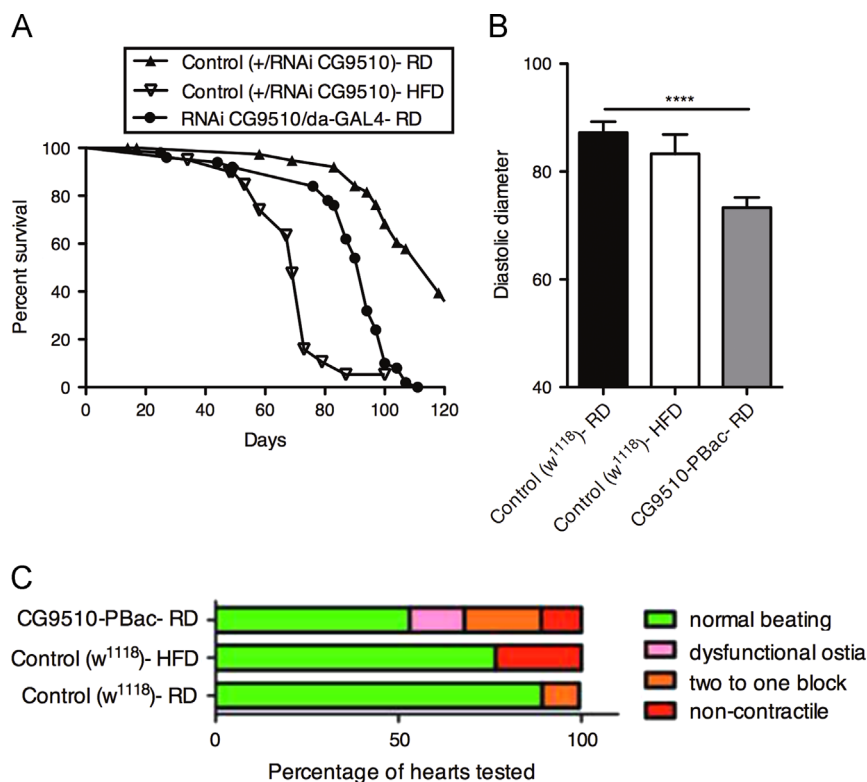 A
Control (+/RNAi CG9510)- RD
Control (+/RNAi CG9510)- HFD
RNAi CG9510/da-GAL4- RD
Percent survival
100
80
60
40
20
0
0 20 40 60 80 100 120
Days
B
Diastolic diameter
100
80
60
40
****
Control (w1118)- RD
Control (w1118)- HFD
CG9510-PBac- RD
C
CG9510-PBac- RD
Control (w1118)- HFD
Control (w1118)- RD
0 50 100
Percentage of hearts tested
normal beating
dysfunctional ostia
two to one block
non-contractile